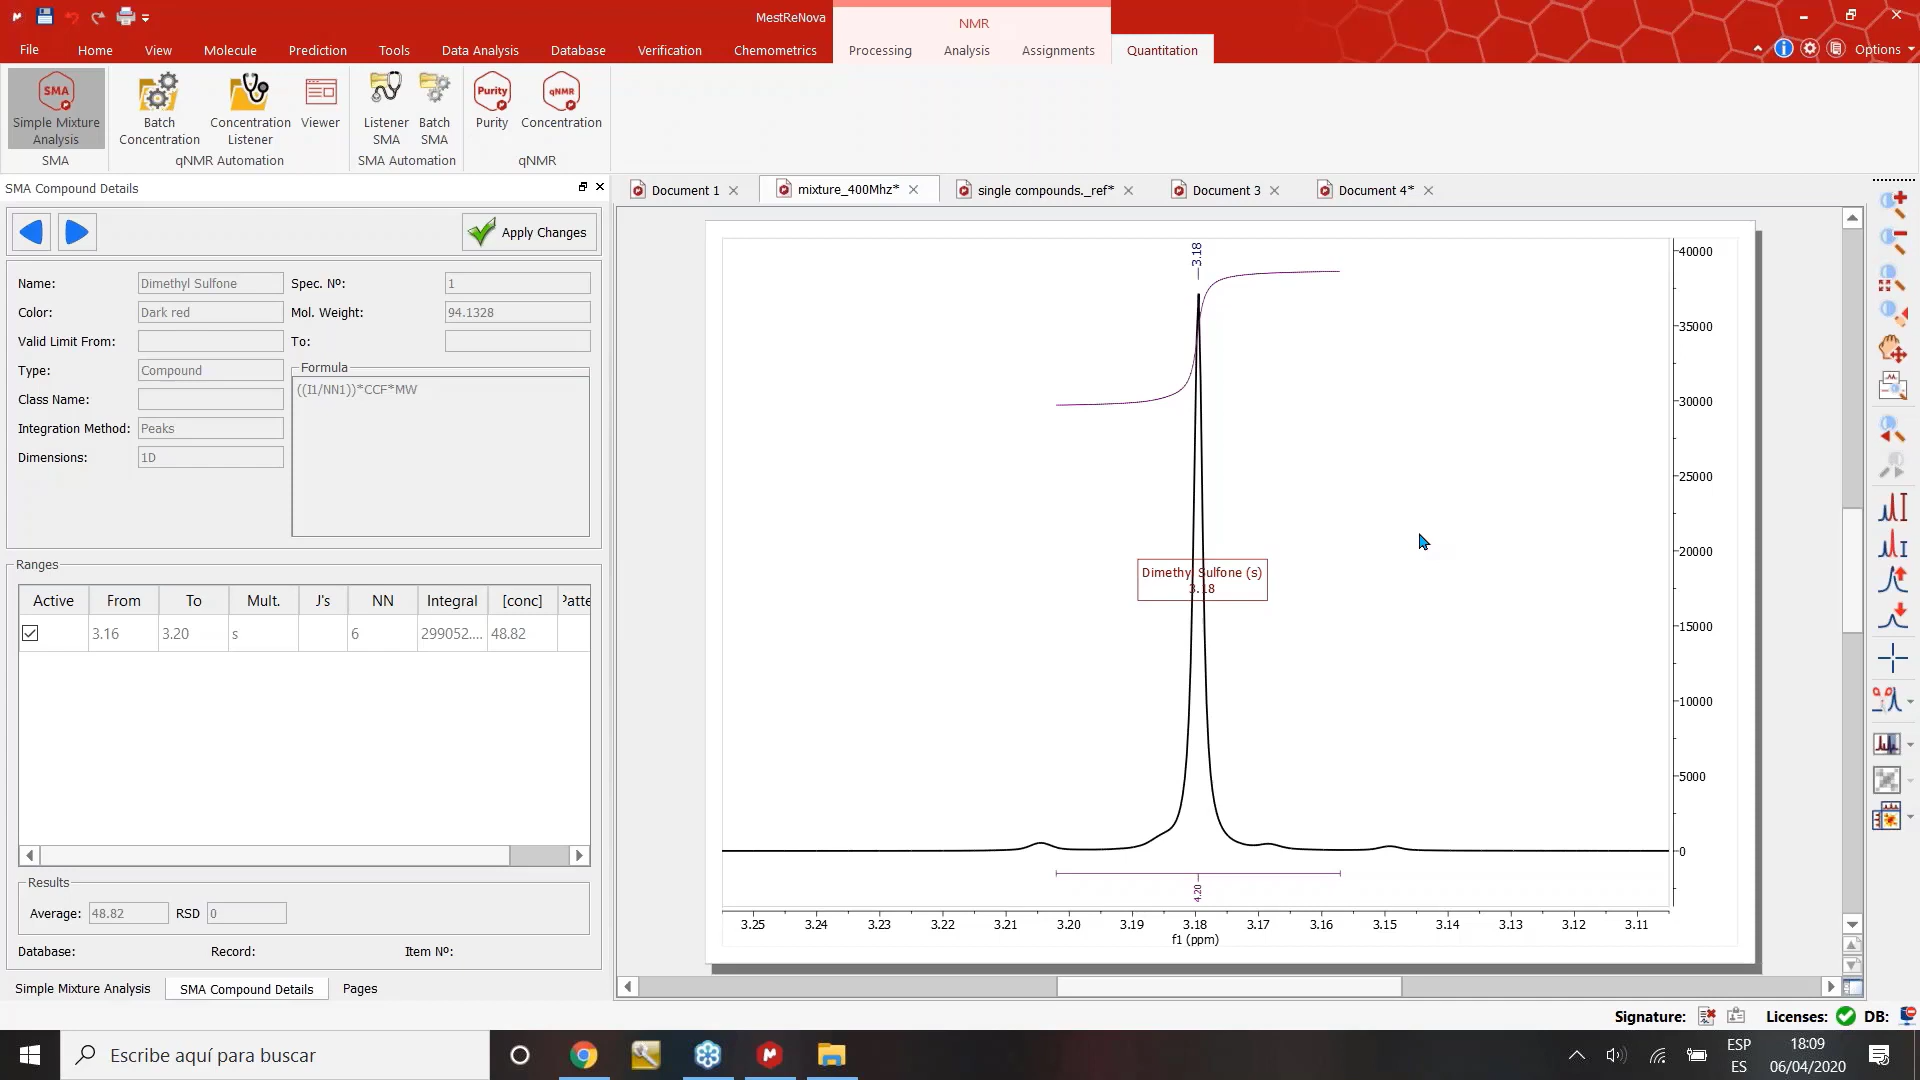 MestReNova
NMR
File Home View Molecule Prediction Tools Data Analysis Database Verification Chemometrics Processing Analysis Assignments Quantitation Options
SMA
Simple Mixture
Analysis
SMA
Batch
Concentration
Concentration
Listener
Viewer
qNMR Automation
Listener
SMA
Batch
SMA
SMA Automation
Purity
Purity
qNMR
Concentration
qNMR
SMA Compound Details
Document 1
mixture_400Mhz*
single compounds._ref*
Document 3
Document 4*
Apply Changes
Name: Dimethyl Sulfone Spec. Nº: 1
Color: Dark red Mol. Weight: 94.1328
Valid Limit From: To:
Type: Compound
Formula
((I1/NN1))*CCF*MW
Class Name:
Integration Method: Peaks
Dimensions: 1D
Ranges
Active From To Mult. J's NN Integral [conc] Patte
3.16 3.20 s 6 299052.... 48.82
Results
Average: 48.82 RSD 0
Database: Record: Item Nº:
Simple Mixture Analysis SMA Compound Details Pages
3.18
Dimethyl Sulfone (s)
3.18
4.20
40000
35000
30000
25000
20000
15000
10000
5000
0
3.25 3.24 3.23 3.22 3.21 3.20 3.19 3.18 3.17 3.16 3.15 3.14 3.13 3.12 3.11
f1 (ppm)
Signature: Licenses: DB:
Escribe aquí para buscar
ESP
ES
18:09
06/04/2020